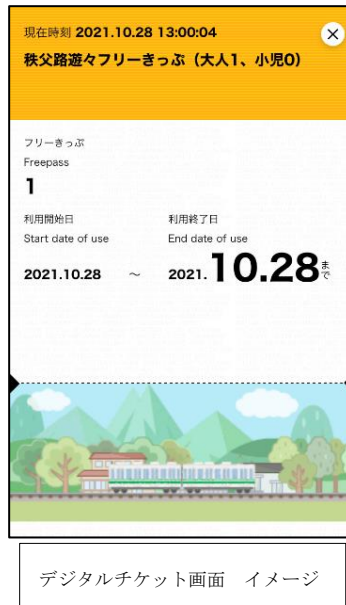 現在時刻 2021.10.28 13:00:04
秩父路遊々フリーきっぷ（大人1、小児0）
フリーきっぷ
Freepass
1
利用開始日 利用終了日
Start date of use End date of use
2021.10.28 ～ 2021.10.28まで
デジタルチケット画面　イメージ